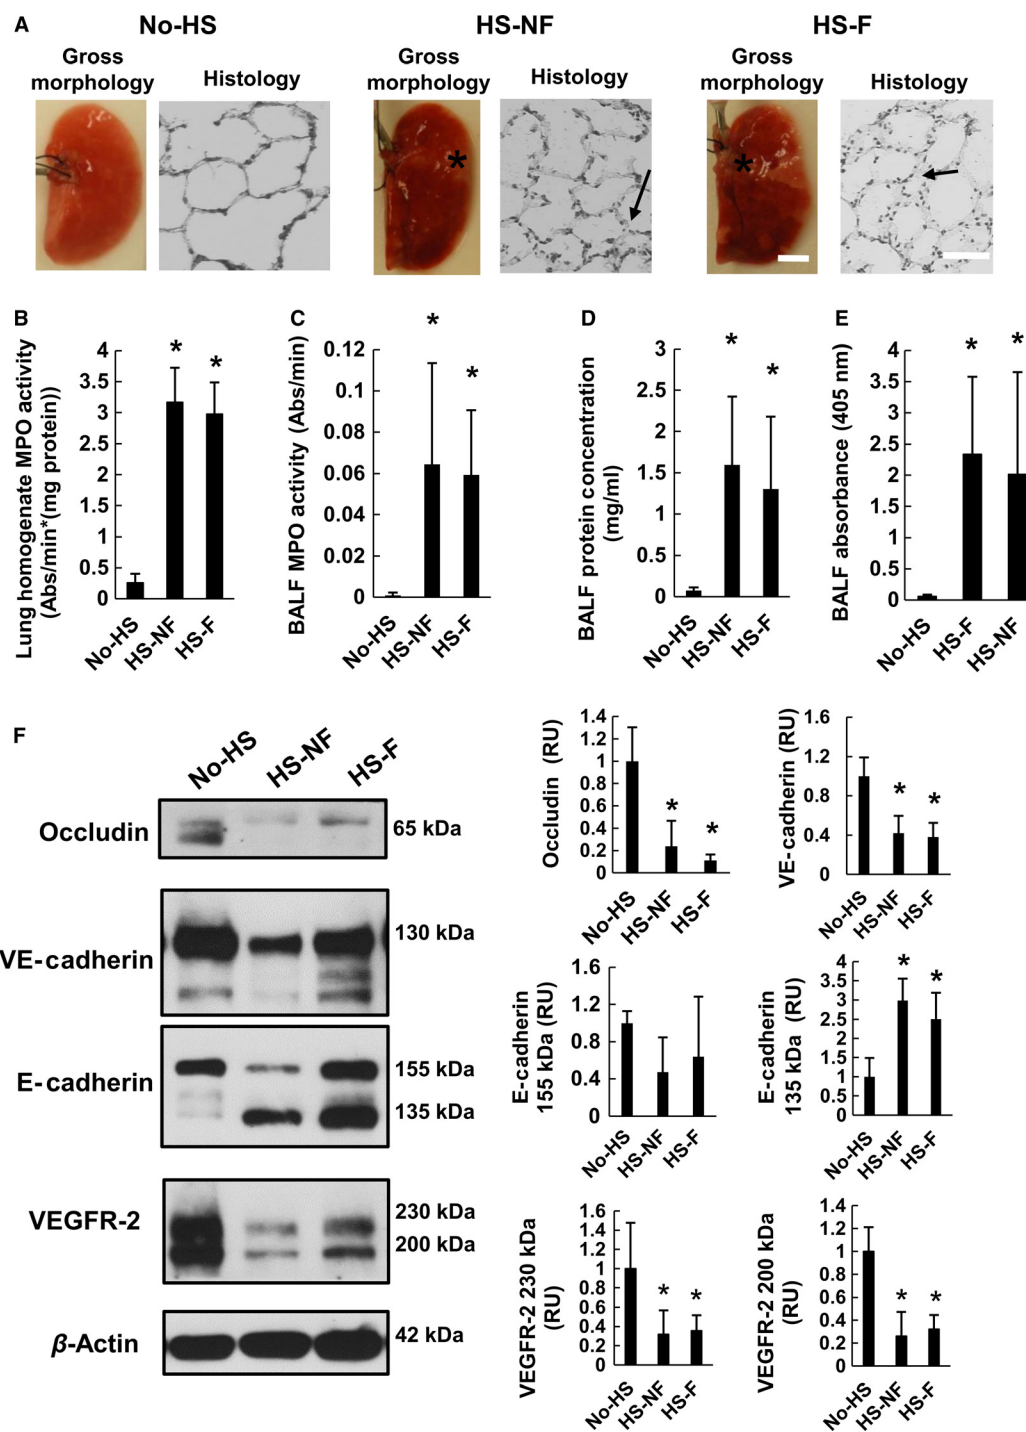 A
No-HS
HS-NF
HS-F
Gross
morphology
Histology
Gross
morphology
Histology
Gross
morphology
Histology
*
*
B
Lung homogenate MPO activity
(Abs/min*(mg protein))
4
3.5
3
2.5
2
1.5
1
0.5
0
*
*
No-HS
HS-NF
HS-F
C
BALF MPO activity (Abs/min)
0.12
0.1
0.08
0.06
0.04
0.02
0
*
*
No-HS
HS-NF
HS-F
D
BALF protein concentration
(mg/ml)
3
2.5
2
1.5
1
0.5
0
*
*
No-HS
HS-NF
HS-F
E
BALF absorbance (405 nm)
4
3.5
3
2.5
2
1.5
1
0.5
0
*
*
No-HS
HS-F
HS-NF
F
No-HS
HS-NF
HS-F
Occludin
65 kDa
VE-cadherin
130 kDa
E-cadherin
155 kDa
135 kDa
VEGFR-2
230 kDa
200 kDa
β-Actin
42 kDa
Occludin (RU)
1.4
1.2
1
0.8
0.6
0.4
0.2
0
*
*
No-HS
HS-NF
HS-F
VE-cadherin (RU)
1.6
1.2
0.8
0.4
0
*
*
No-HS
HS-NF
HS-F
E-cadherin
155 kDa (RU)
1.6
1.2
0.8
0.4
0
No-HS
HS-NF
HS-F
E-cadherin
135 kDa (RU)
4
3.5
3
2.5
2
1.5
1
0.5
0
*
*
No-HS
HS-NF
HS-F
VEGFR-2 230 kDa
(RU)
1.6
1.4
1.2
1
0.8
0.6
0.4
0.2
0
*
*
No-HS
HS-NF
HS-F
VEGFR-2 200 kDa
(RU)
1.4
1.2
1
0.8
0.6
0.4
0.2
0
*
*
No-HS
HS-NF
HS-F